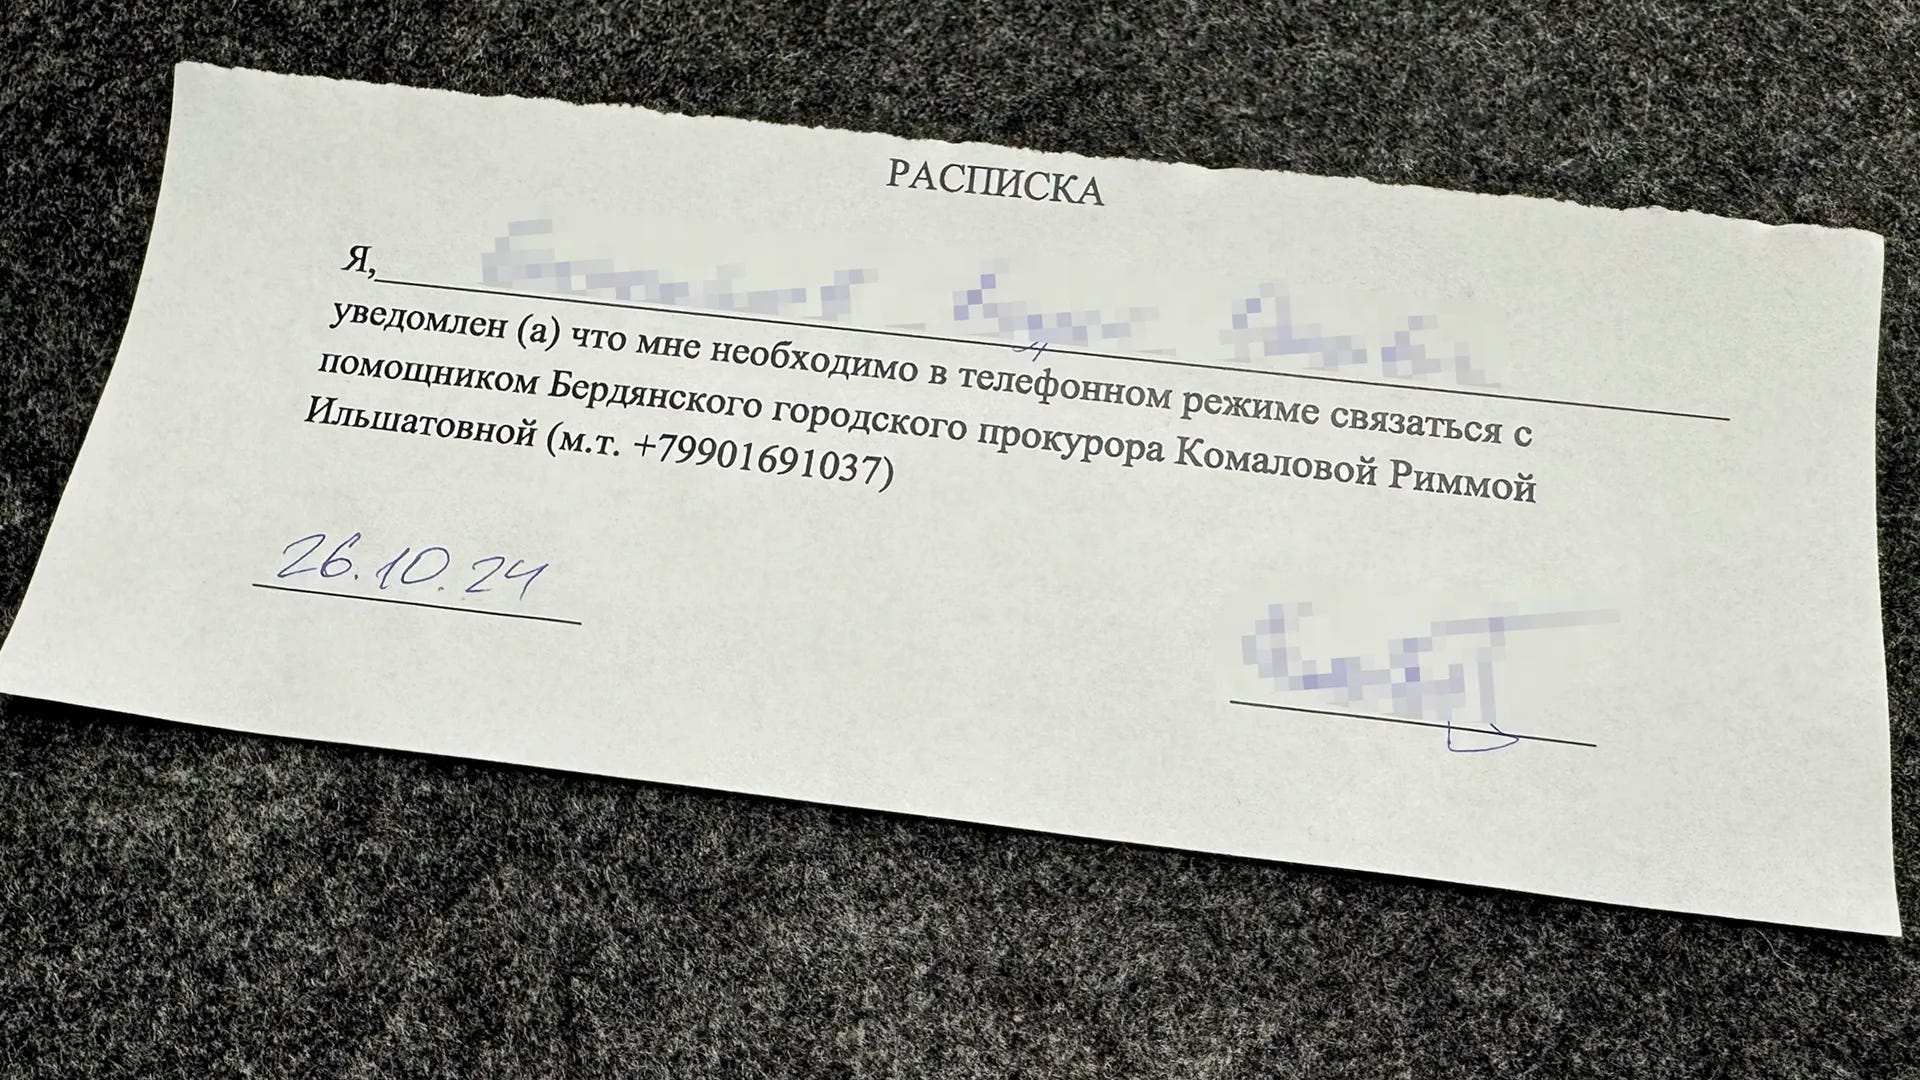 РАСПИСКА
Я,
уведомлен (а) что мне необходимо в телефонном режиме связаться с
помощником Бердянского городского прокурора Комаловой Риммой
Ильшатовной (м.т. +79901691037)
26.10.24